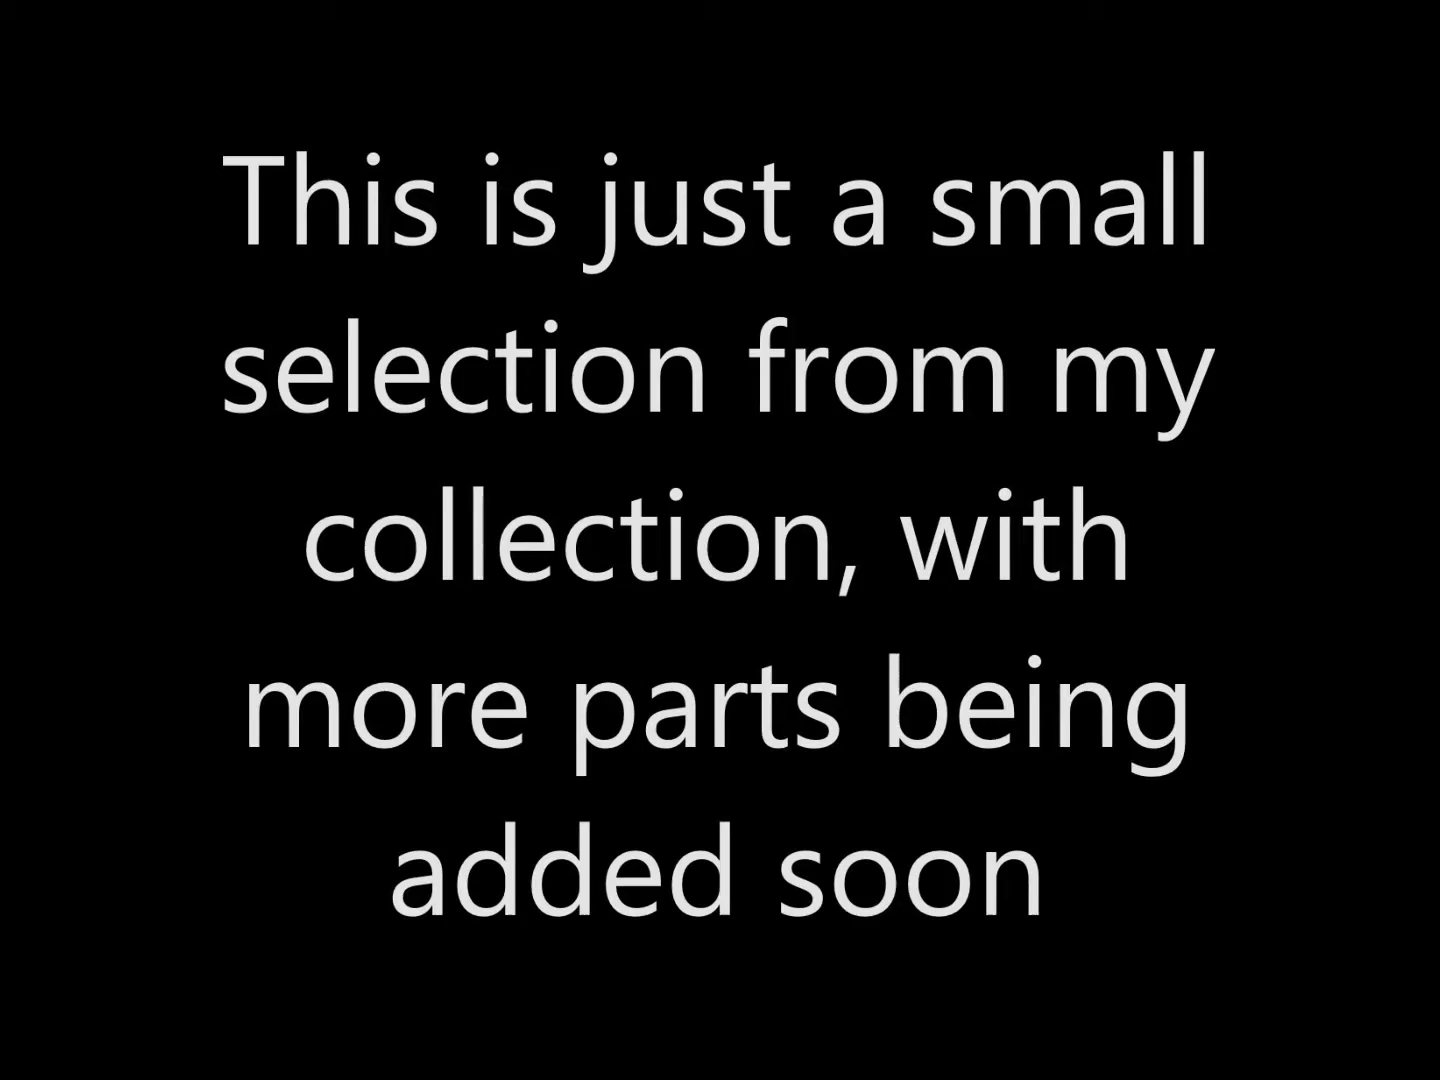 This is just a small
selection from my
collection, with
more parts being
added soon